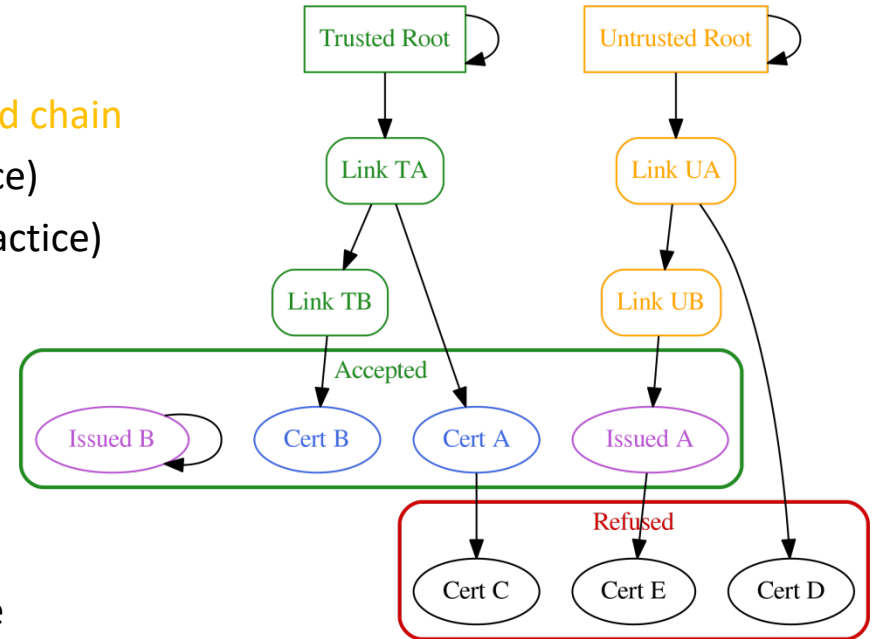 Trusted Root
Untrusted Root
d chain
Link TA
Link UA
ce)
actice)
Link TB
Link UB
Accepted
Issued B
Cert B
Cert A
Issued A
Refused
Cert C
Cert E
Cert D
e